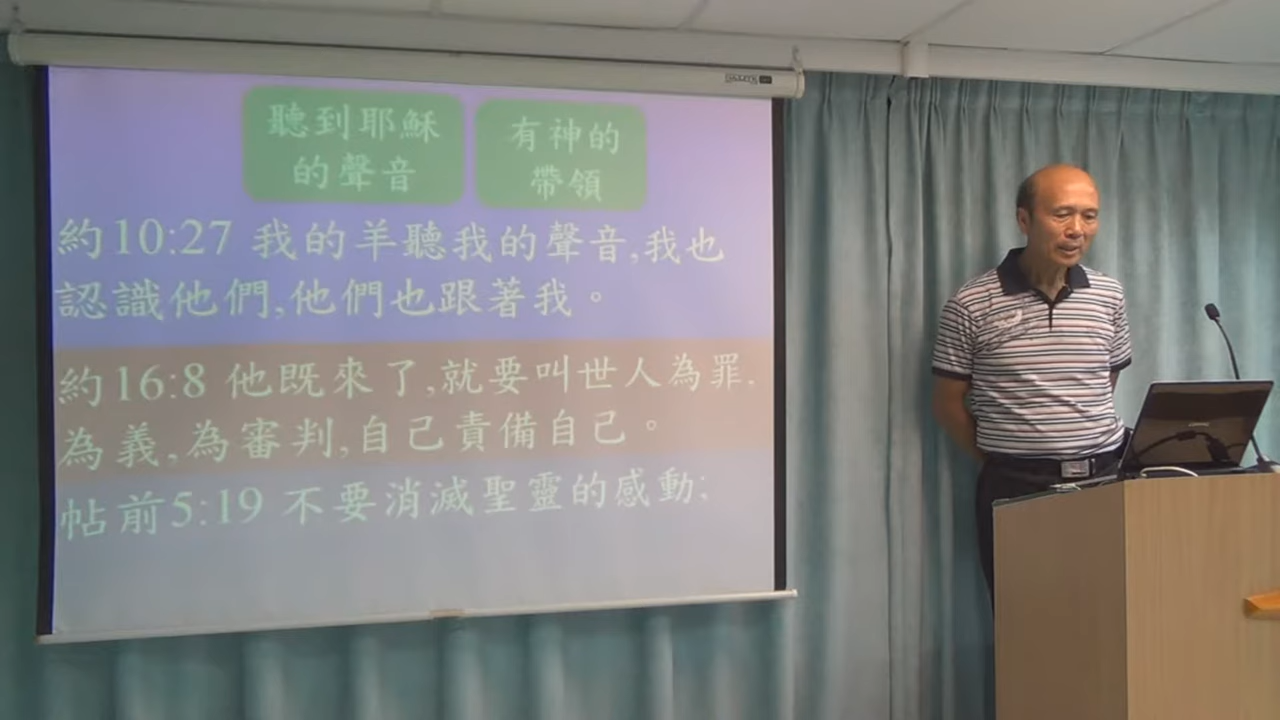 聽到耶穌
的聲音
有神的
帶領
約10:27 我的羊聽我的聲音,我也
認識他們,他們也跟著我。
約16:8 他既來了,就要叫世人為罪.
為義,為審判,自己責備自己。
帖前5:19 不要消滅聖靈的感動;